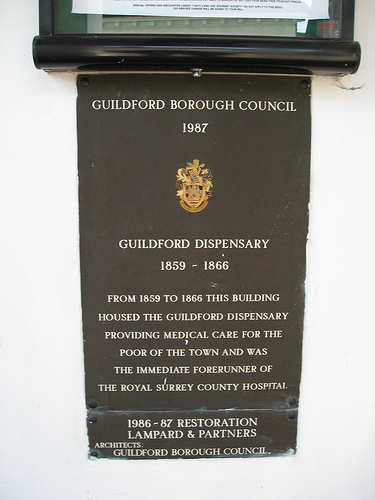 GUILDFORD BOROUGH COUNCIL
1987
GUILDFORD DISPENSARY
1859 - 1866
FROM 1859 TO 1866 THIS BUILDING
HOUSED THE GUILDFORD DISPENSARY
PROVIDING MEDICAL CARE FOR THE
POOR OF THE TOWN AND WAS
THE IMMEDIATE FORERUNNER OF
THE ROYAL SURREY COUNTY HOSPITAL
1986-87 RESTORATION
LAMPARD & PARTNERS
ARCHITECTS:
GUILDFORD BOROUGH COUNCIL.